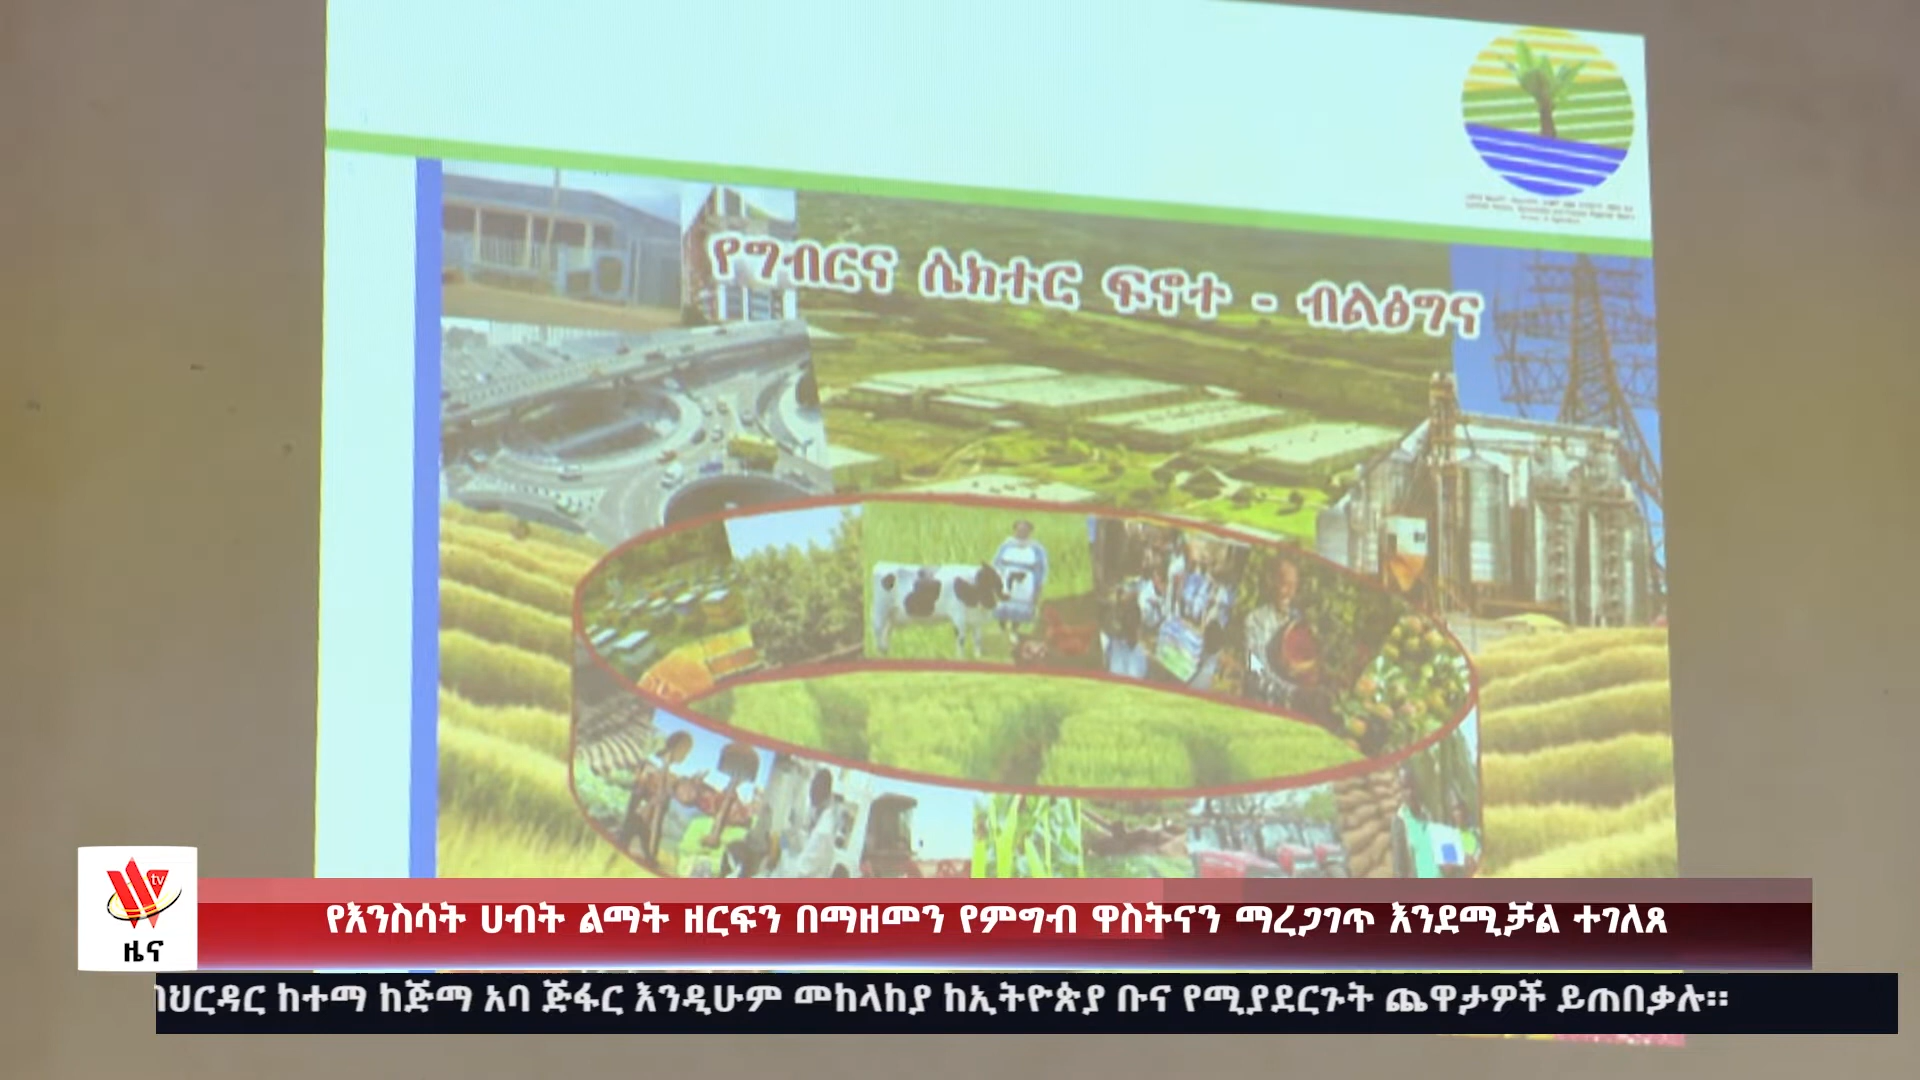 የግብርና ሴክተር ፍኖተ - ብልፅግና
tv
ዜና
የእንስሳት ሀብት ልማት ዘርፍን በማዘመን የምግብ ዋስትናን ማረጋገጥ እንደሚቻል ተገለጸ
ባህርዳር ከተማ ከጅማ አባ ጅፋር እንዲሁም መከላከያ ከኢትዮጵያ ቡና የሚያደርጉት ጨዋታዎች ይጠበቃሉ።